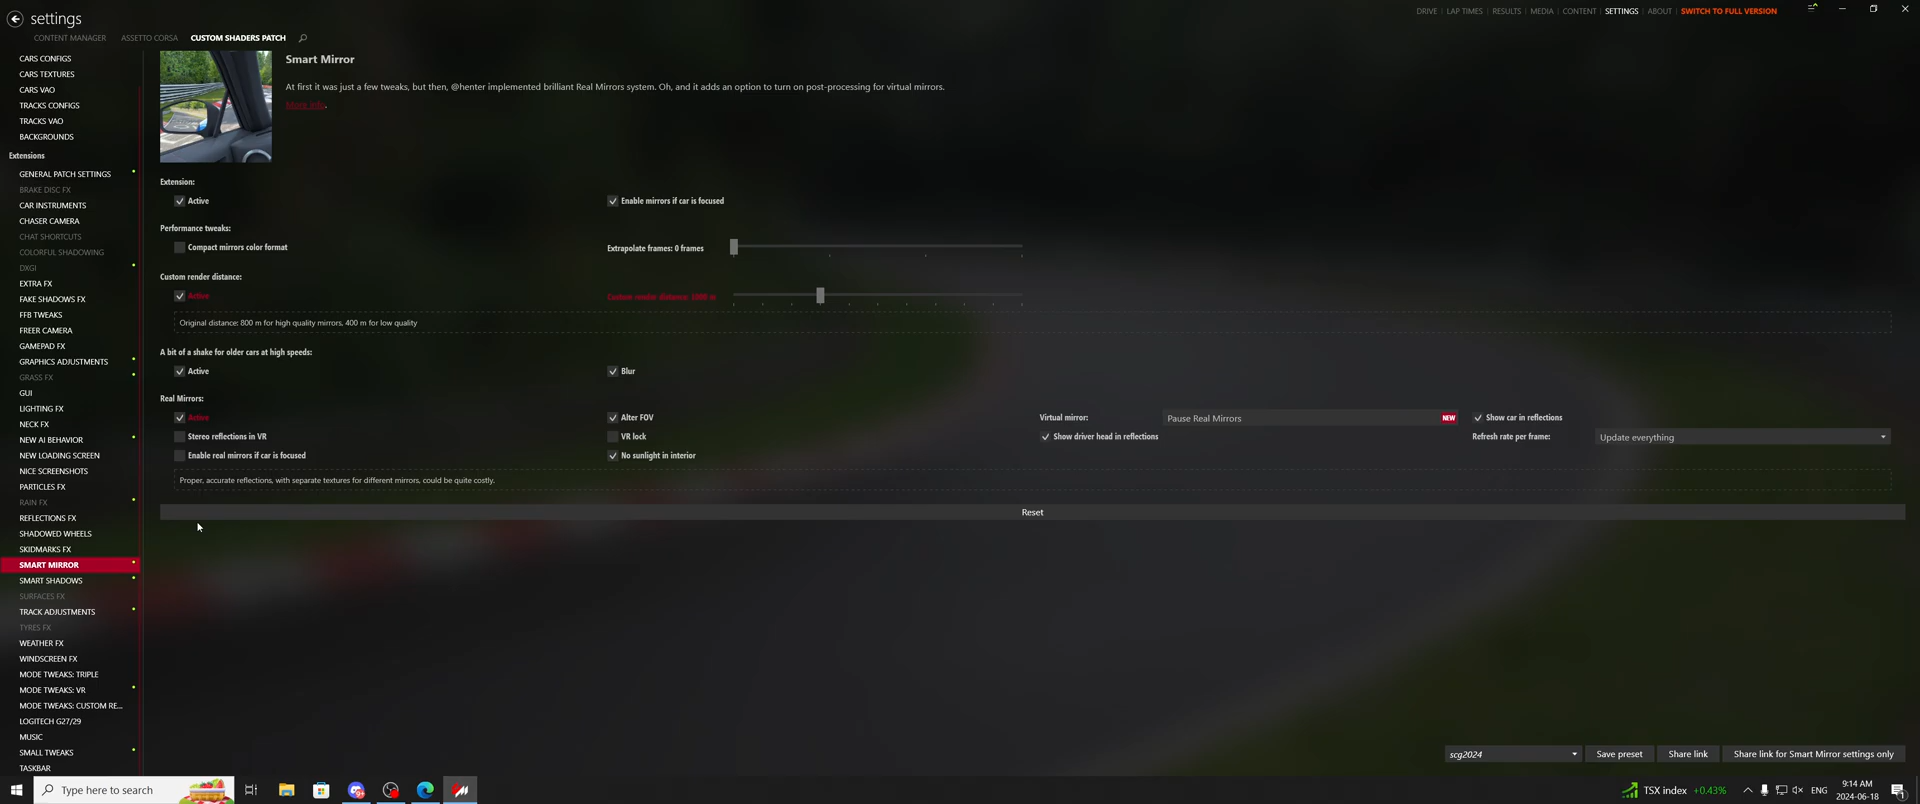 settings
DRIVE | LAP TIMES | RESULTS | MEDIA | CONTENT | SETTINGS | ABOUT | SWITCH TO FULL VERSION
CONTENT MANAGER ASSETTO CORSA CUSTOM SHADERS PATCH
CARS CONFIGS
CARS TEXTURES
CARS VAO
TRACKS CONFIGS
TRACKS VAO
BACKGROUNDS
Extensions
GENERAL PATCH SETTINGS
BRAKE DISC FX
CAR INSTRUMENTS
CHASER CAMERA
CHAT SHORTCUTS
COLORFUL SHADOWING
DXGI
EXTRA FX
FAKE SHADOWS FX
FFB TWEAKS
FREER CAMERA
GAMEPAD FX
GRAPHICS ADJUSTMENTS
GRASS FX
GUI
LIGHTING FX
NECK FX
NEW AI BEHAVIOR
NEW LOADING SCREEN
NICE SCREENSHOTS
PARTICLES FX
RAIN FX
REFLECTIONS FX
SHADOWED WHEELS
SKIDMARKS FX
SMART MIRROR
SMART SHADOWS
SURFACES FX
TRACK ADJUSTMENTS
TYRES FX
WEATHER FX
WINDSCREEN FX
MODE TWEAKS: TRIPLE
MODE TWEAKS: VR
MODE TWEAKS: CUSTOM RE...
LOGITECH G27/29
MUSIC
SMALL TWEAKS
TASKBAR
Smart Mirror
At first it was just a few tweaks, but then, @henter implemented brilliant Real Mirrors system. Oh, and it adds an option to turn on post-processing for virtual mirrors.
More info.
Extension:
Active Enable mirrors if car is focused
Performance tweaks:
Compact mirrors color format Extrapolate frames: 0 frames
Custom render distance:
Active Custom render distance: 3000 m
Original distance: 800 m for high quality mirrors, 400 m for low quality
A bit of a shake for older cars at high speeds:
Active Blur
Real Mirrors:
Active Alter FOV Virtual mirror: Pause Real Mirrors NEW Show car in reflections
Stereo reflections in VR VR lock Show driver head in reflections Refresh rate per frame: Update everything
Enable real mirrors if car is focused No sunlight in interior
Proper, accurate reflections, with separate textures for different mirrors, could be quite costly.
Reset
scg2024 Save preset Share link Share link for Smart Mirror settings only
Type here to search
9+
TSX index +0.43% ENG
9:14 AM
2024-06-18
1